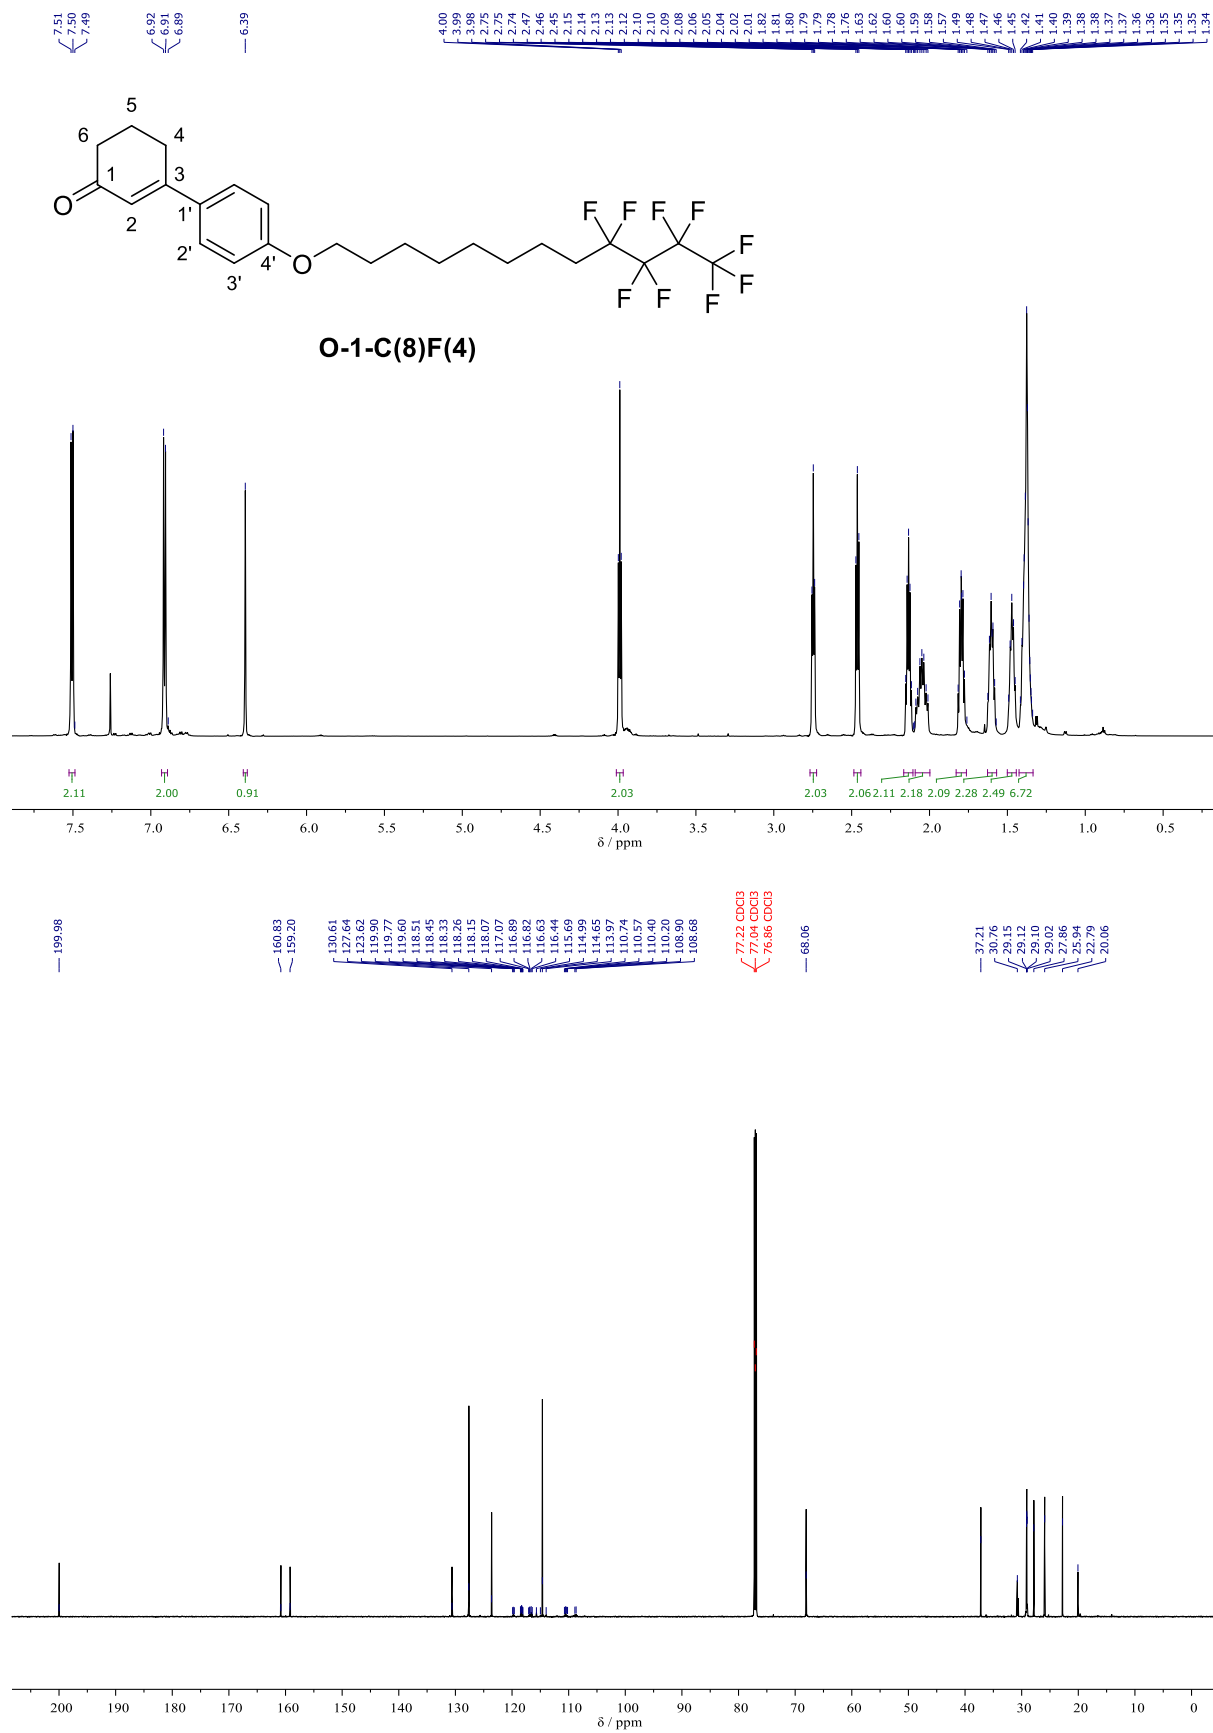 7.51 7.50 7.49 6.92 6.91 6.89 6.39 4.00 3.99 3.98 2.75 2.75 2.74 2.47 2.46 2.45 2.15 2.14 2.13 2.13 2.12 2.10 2.10 2.09 2.08 2.06 2.05 2.04 2.02 2.01 1.82 1.81 1.80 1.79 1.79 1.78 1.76 1.63 1.62 1.60 1.60 1.59 1.58 1.57 1.49 1.48 1.47 1.46 1.45 1.42 1.41 1.40 1.39 1.38 1.38 1.37 1.37 1.36 1.36 1.35 1.35 1.35 1.34
5
6 4
1 3
O 2 1'
2' 4'
3' O
F F F F
F
F
F F F
O-1-C(8)F(4)
2.11 2.00 0.91 2.03 2.03 2.06 2.11 2.18 2.09 2.28 2.49 6.72
7.5 7.0 6.5 6.0 5.5 5.0 4.5 4.0 3.5 3.0 2.5 2.0 1.5 1.0 0.5
δ / ppm
199.98 160.83 159.20 130.61 127.64 123.62 119.90 119.77 119.60 118.51 118.45 118.33 118.26 118.15 118.07 117.07 116.89 116.82 116.63 116.44 115.69 114.99 114.65 113.97 110.74 110.57 110.40 110.20 108.90 108.68 77.22 CDCl3 77.04 CDCl3 76.86 CDCl3 68.06 37.21 30.76 29.15 29.12 29.10 29.02 27.86 25.94 22.79 20.06
200 190 180 170 160 150 140 130 120 110 100 90 80 70 60 50 40 30 20 10 0
δ / ppm